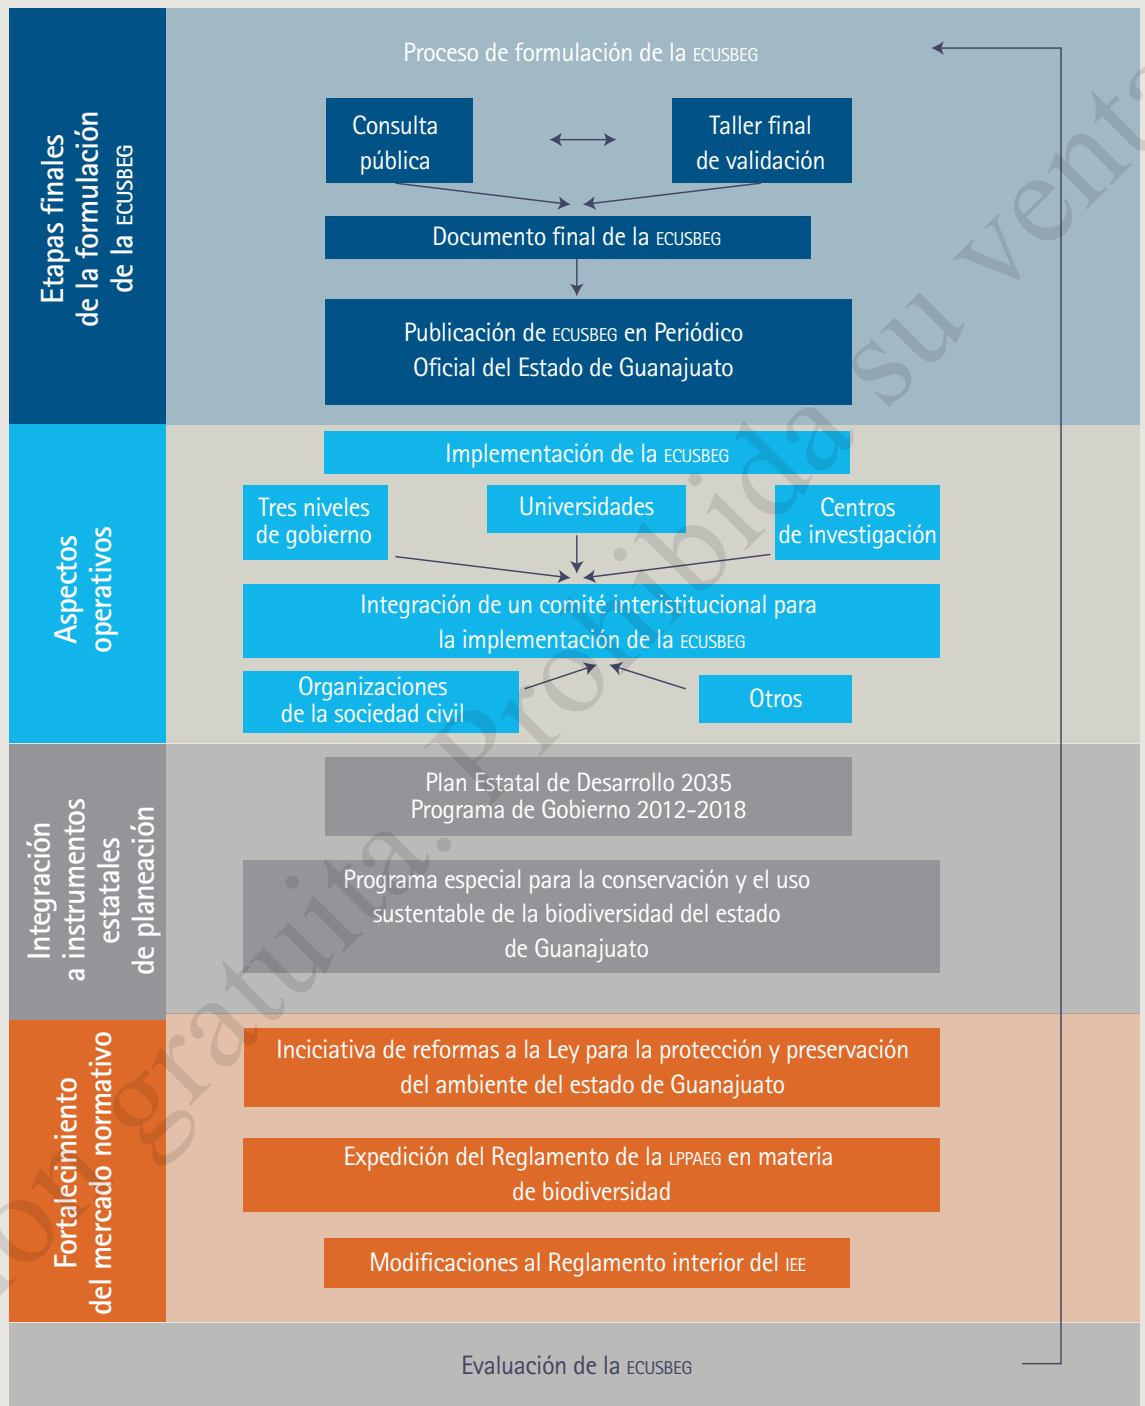 Etapas finales
de la formulación
de la ECUSBEG
Proceso de formulación de la ECUSBEG
Consulta
pública
Taller final
de validación
Documento final de la ECUSBEG
Publicación de ECUSBEG en Periódico
Oficial del Estado de Guanajuato
Aspectos
operativos
Implementación de la ECUSBEG
Tres niveles
de gobierno
Universidades
Centros
de investigación
Integración de un comité interistitucional para
la implementación de la ECUSBEG
Organizaciones
de la sociedad civil
Otros
Integración
a instrumentos
estatales
de planeación
Plan Estatal de Desarrollo 2035
Programa de Gobierno 2012-2018
Programa especial para la conservación y el uso
sustentable de la biodiversidad del estado
de Guanajuato
Fortalecimiento
del mercado normativo
Inciciativa de reformas a la Ley para la protección y preservación
del ambiente del estado de Guanajuato
Expedición del Reglamento de la LPPAEG en materia
de biodiversidad
Modificaciones al Reglamento interior del IEE
Evaluación de la ECUSBEG
gratuita. Prohibida su venta